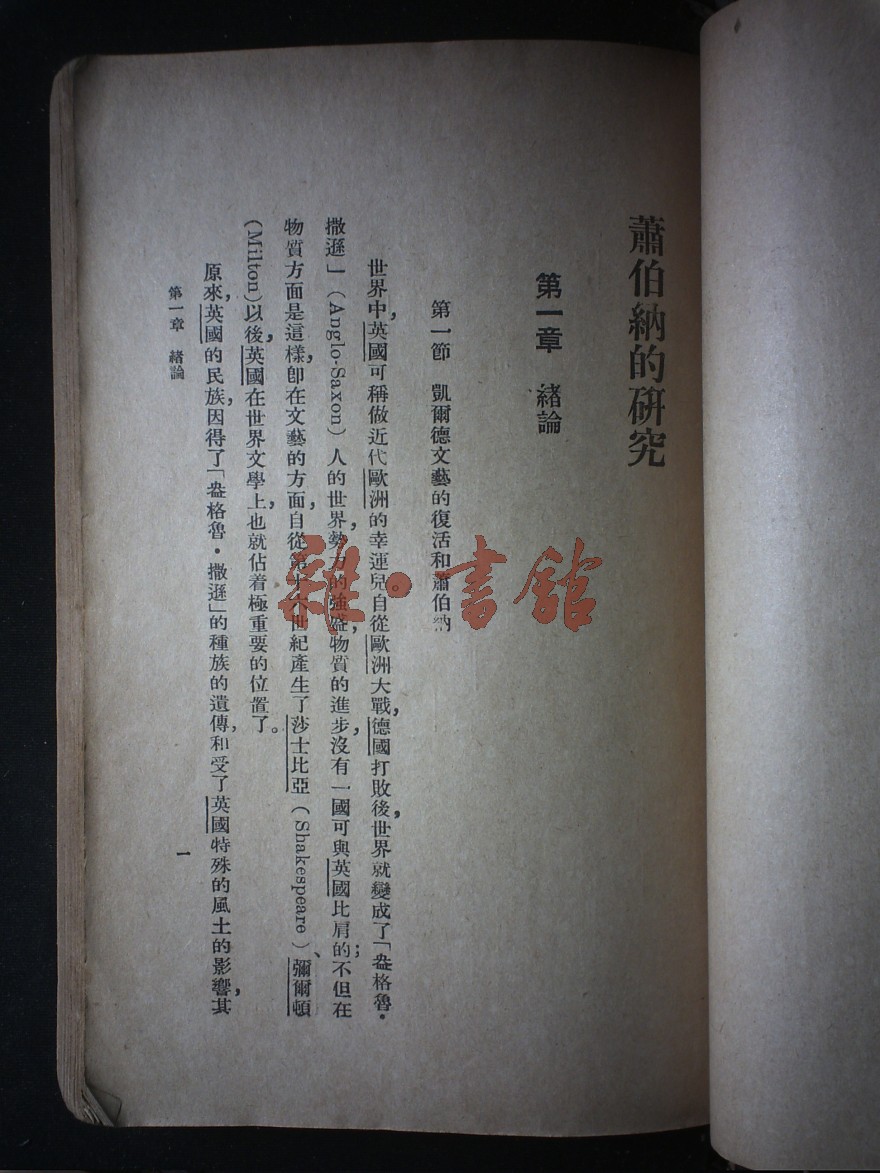 蕭伯納的研究
第一章　緒論
第一節　凱爾德文藝的復活和蕭伯納
世界中，英國可稱做近代歐洲的幸運兒。自從歐洲大戰，德國打敗後，世界就變成了「盎格魯·
撒遜」（Anglo-Saxon）人的世界，勢力的強盛，物質的進步，沒有一國可與英國比肩的；不但在
物質方面是這樣，卽在文藝的方面，自從第十六世紀產生了莎士比亞（Shakespeare）、彌爾頓
(Milton)以後，英國在世界文學上，也就佔着極重要的位置了。
原來，英國的民族，因得了「盎格魯·撒遜」的種族的遺傳，和受了英國特殊的風土的影響，其
第一章　緒論
一
雜·書館